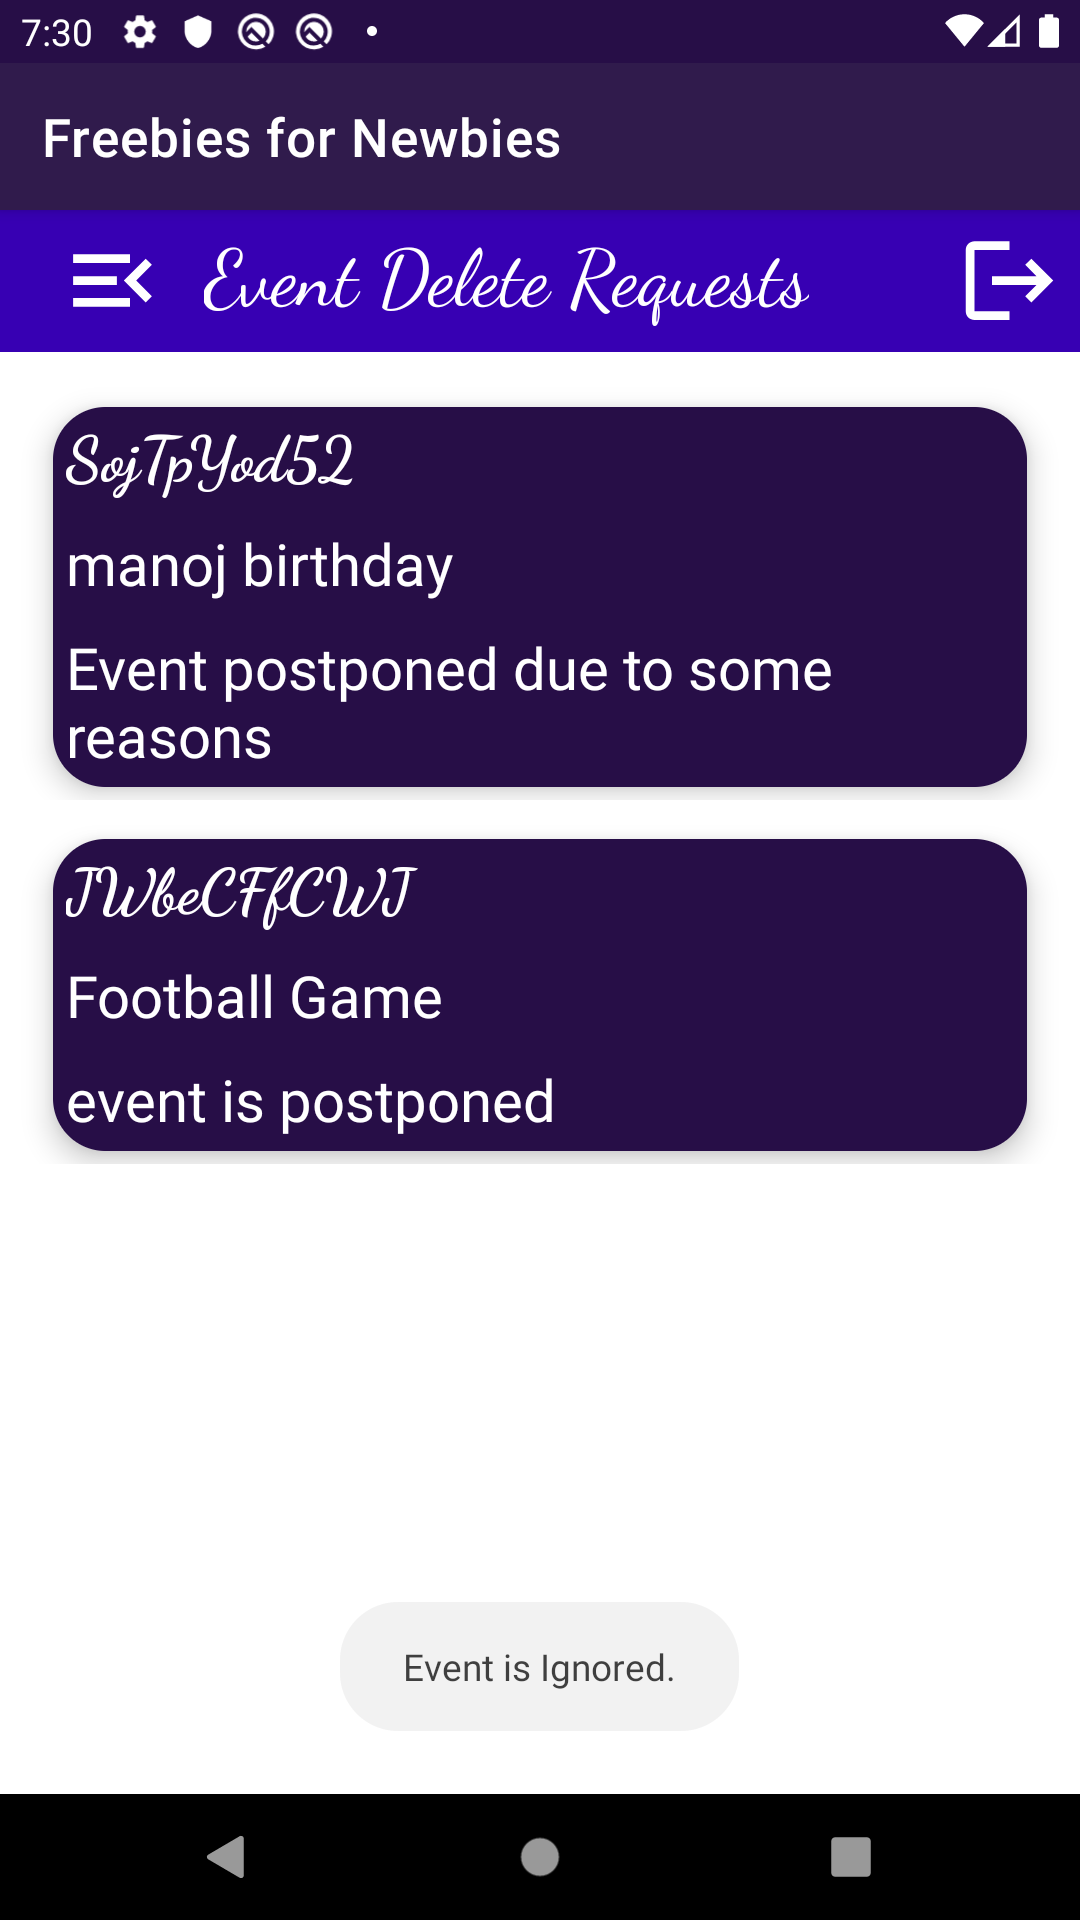 7:30
Freebies for Newbies
Event Delete Requests
SojTpYod52
manoj birthday
Event postponed due to some
reasons
JWbeCFfCWJ
Football Game
event is postponed
Event is Ignored.